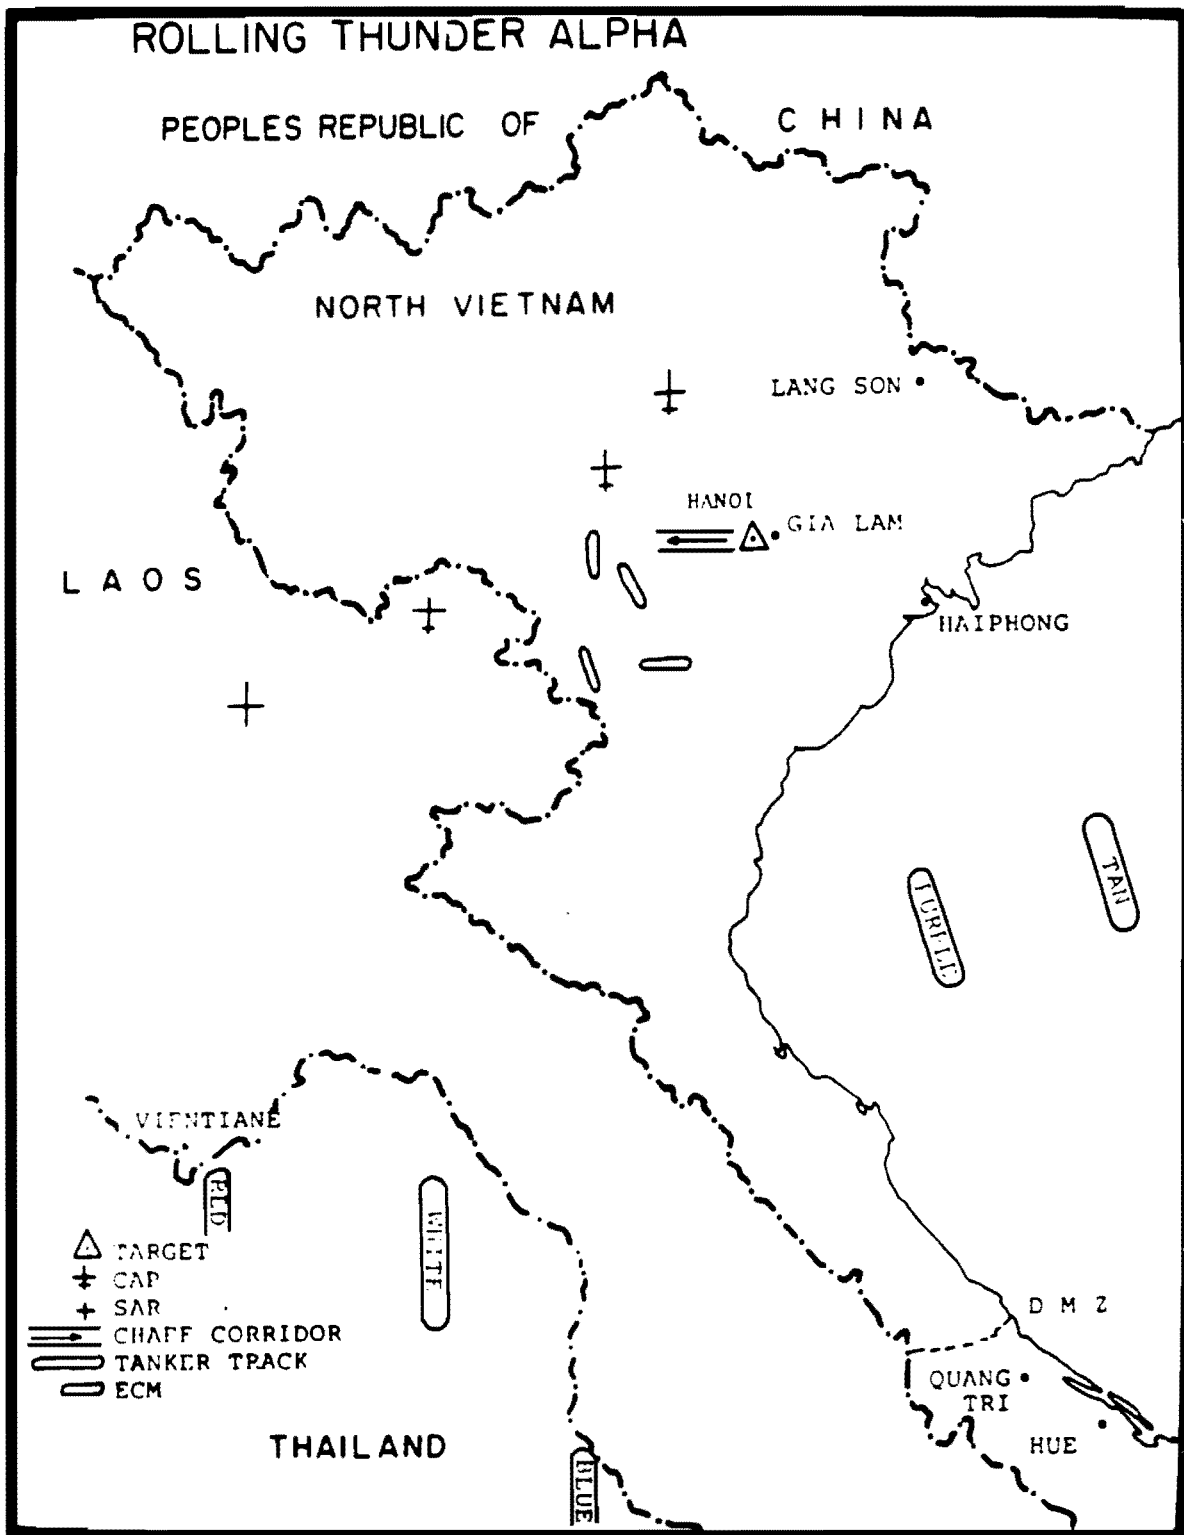 ROLLING THUNDER ALPHA
PEOPLES REPUBLIC OF CHINA
NORTH VIETNAM
LANG SON
HANOI
GIA LAM
LAOS
HAIPHONG
TAN
VIENTIANE
RED
WHITE
TARGET
CAP
SAR
CHAFF CORRIDOR
TANKER TRACK
ECM
DMZ
QUANG
TRI
HUE
THAILAND
BLUE